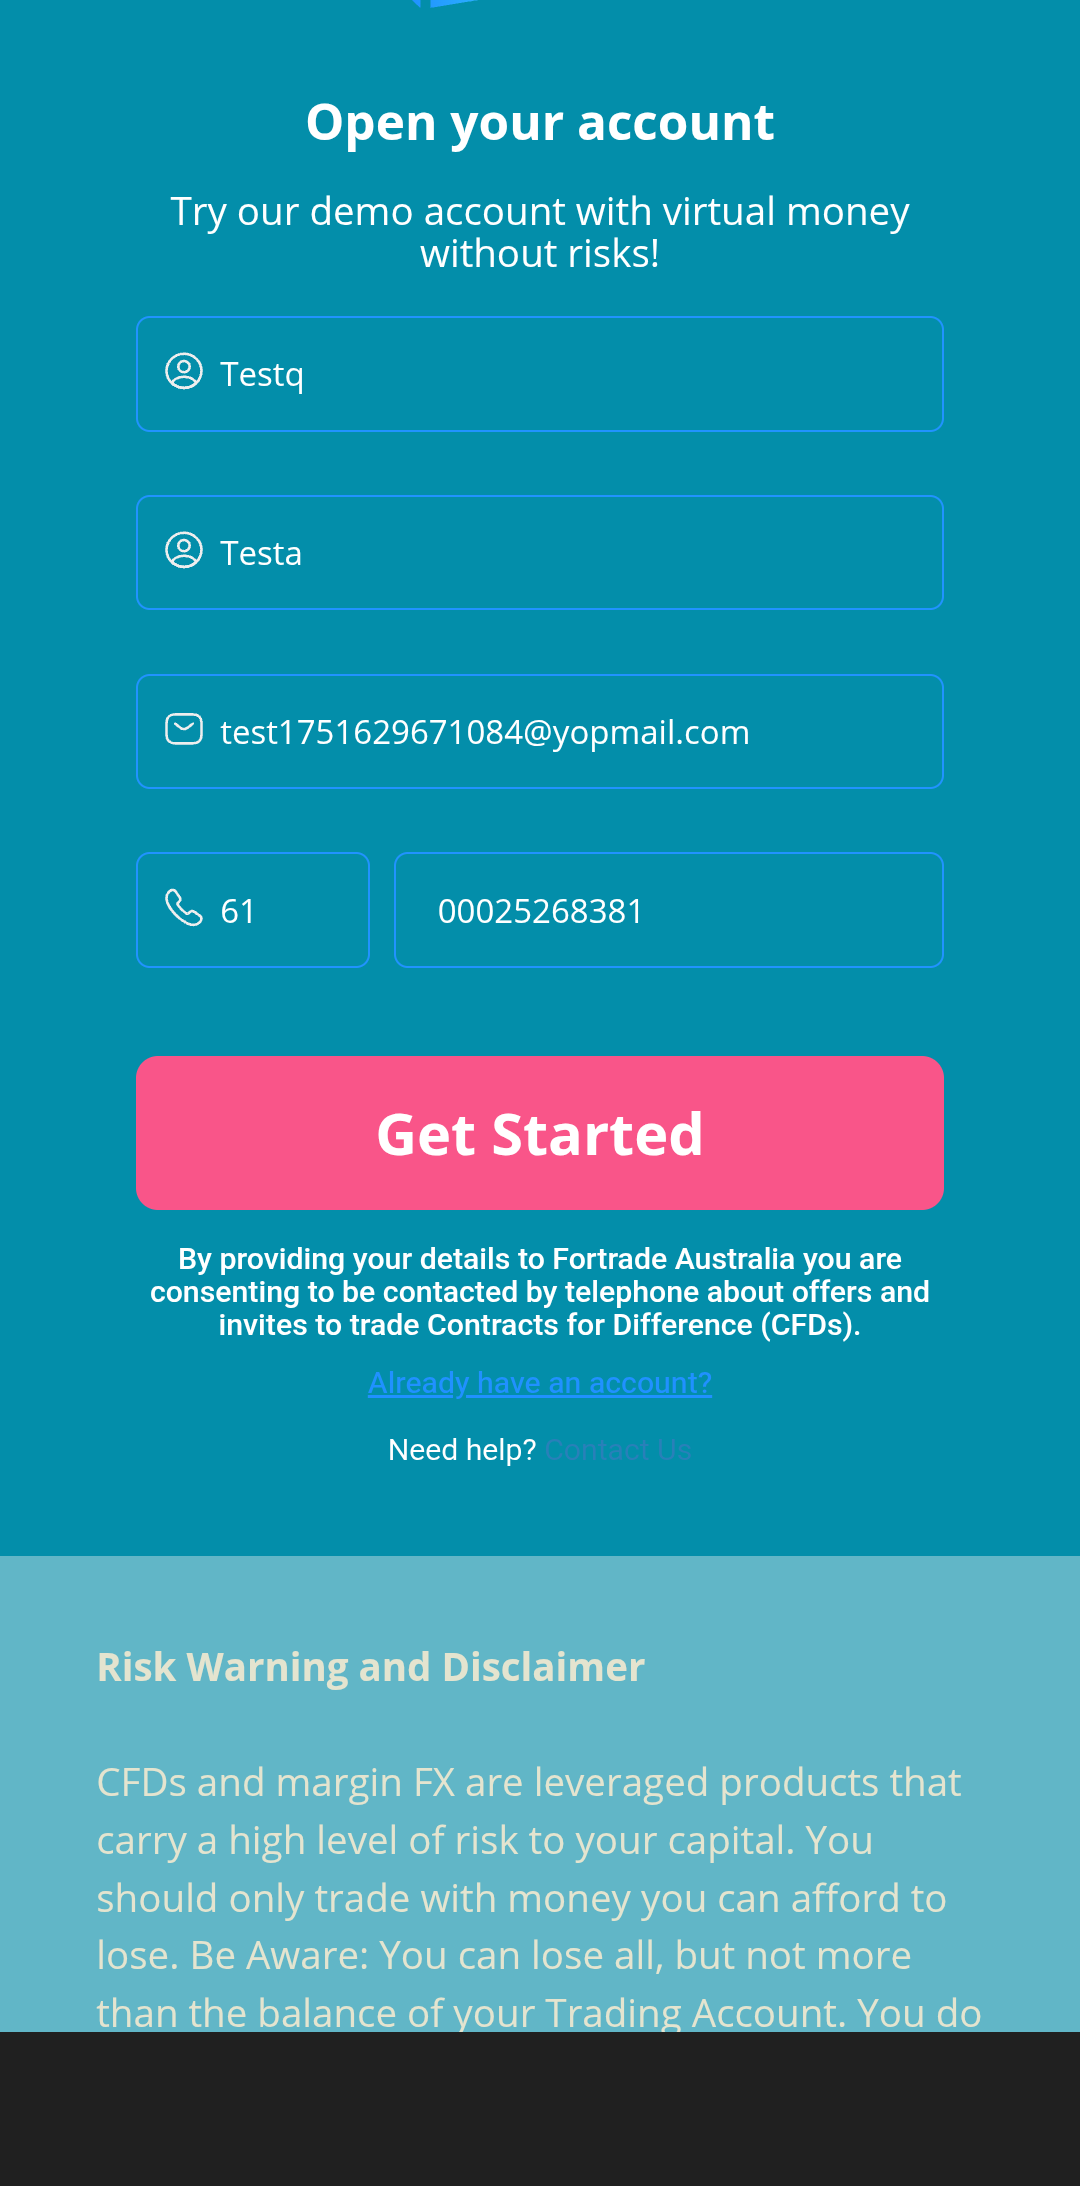 Open your account
Try our demo account with virtual money
without risks!
Testq
Testa
test1751629671084@yopmail.com
61
00025268381
Get Started
By providing your details to Fortrade Australia you are
consenting to be contacted by telephone about offers and
invites to trade Contracts for Difference (CFDs).
Already have an account?
Need help? Contact Us
Risk Warning and Disclaimer
CFDs and margin FX are leveraged products that
carry a high level of risk to your capital. You
should only trade with money you can afford to
lose. Be Aware: You can lose all, but not more
than the balance of your Trading Account. You do